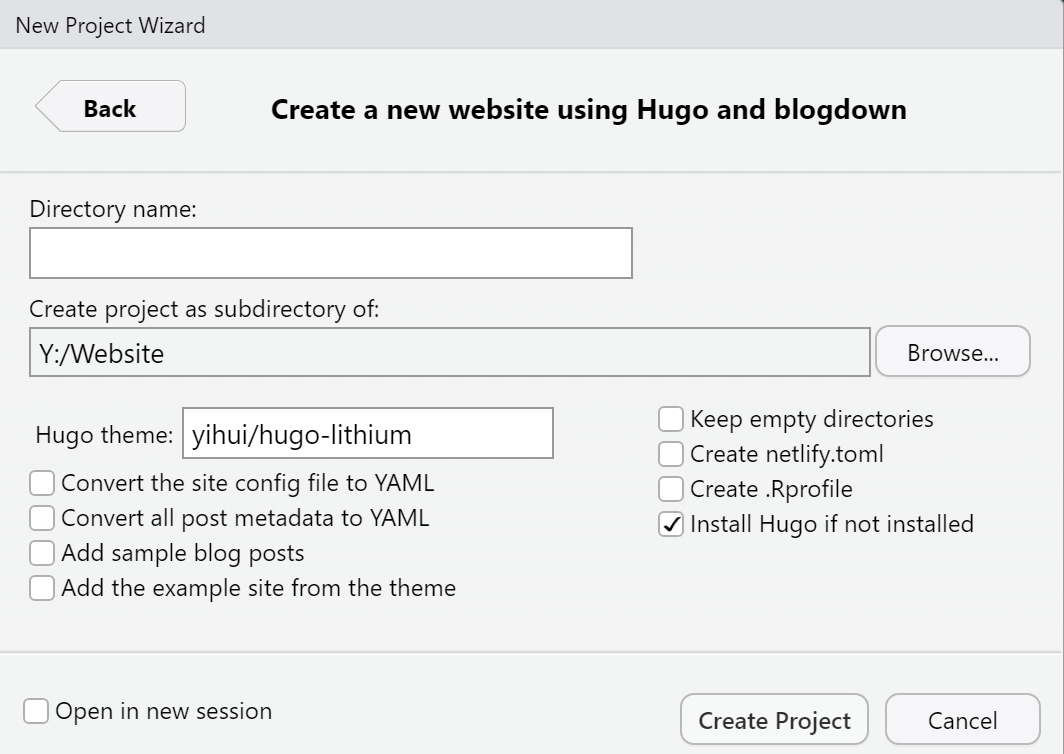 New Project Wizard
Back
Create a new website using Hugo and blogdown
Directory name:
Create project as subdirectory of:
Y:/Website
Browse...
Hugo theme:
yihui/hugo-lithium
Convert the site config file to YAML
Convert all post metadata to YAML
Add sample blog posts
Add the example site from the theme
Keep empty directories
Create netlify.toml
Create .Rprofile
Install Hugo if not installed
Open in new session
Create Project
Cancel